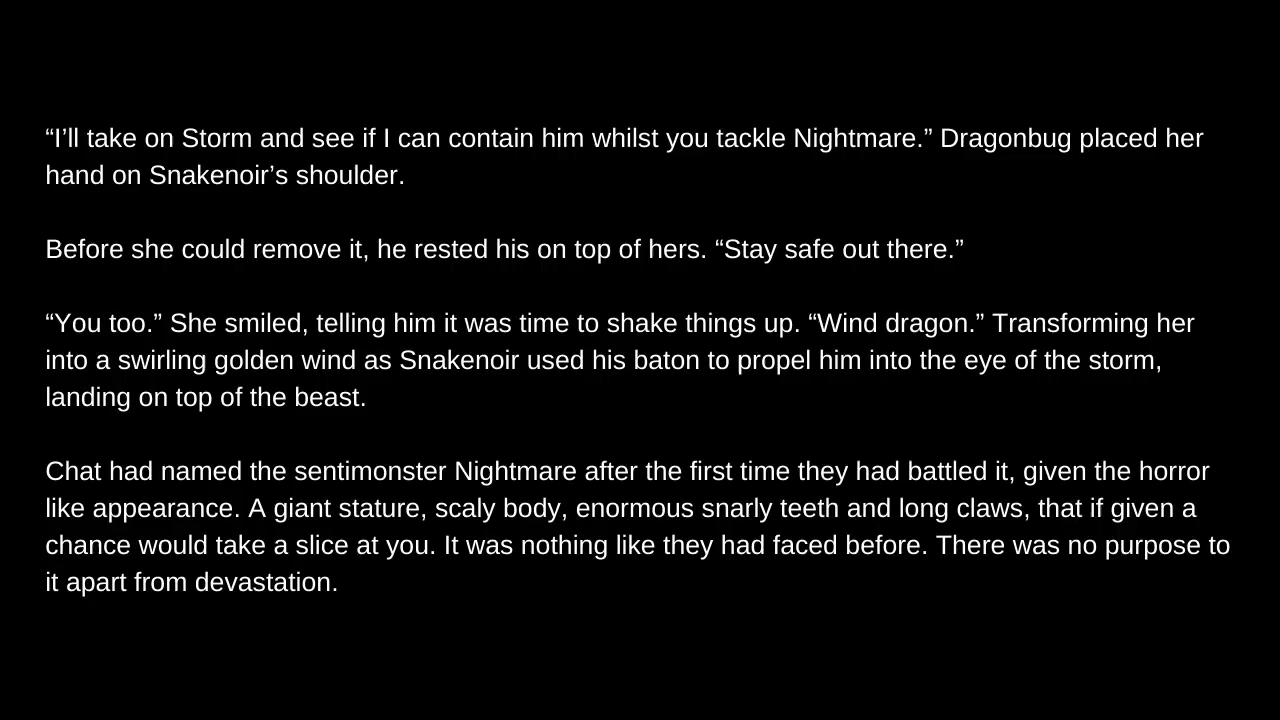 “I’ll take on Storm and see if I can contain him whilst you tackle Nightmare.” Dragonbug placed her
hand on Snakenoir’s shoulder.
Before she could remove it, he rested his on top of hers. “Stay safe out there.”
“You too.” She smiled, telling him it was time to shake things up. “Wind dragon.” Transforming her
into a swirling golden wind as Snakenoir used his baton to propel him into the eye of the storm,
landing on top of the beast.
Chat had named the sentimonster Nightmare after the first time they had battled it, given the horror
like appearance. A giant stature, scaly body, enormous snarly teeth and long claws, that if given a
chance would take a slice at you. It was nothing like they had faced before. There was no purpose to
it apart from devastation.